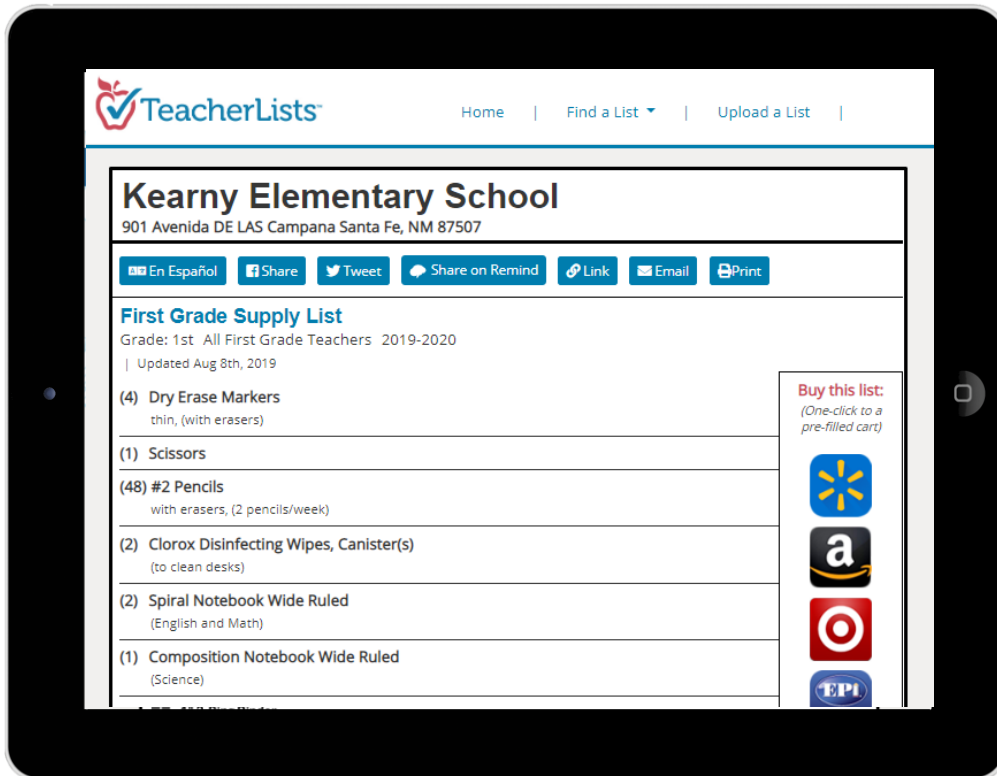 TeacherLists™
Home | Find a List | Upload a List |
Kearny Elementary School
901 Avenida DE LAS Campana Santa Fe, NM 87507
En Español Share Tweet Share on Remind Link Email Print
First Grade Supply List
Grade: 1st All First Grade Teachers 2019-2020
| Updated Aug 8th, 2019
(4) Dry Erase Markers
thin, (with erasers)
(1) Scissors
(48) #2 Pencils
with erasers, (2 pencils/week)
(2) Clorox Disinfecting Wipes, Canister(s)
(to clean desks)
(2) Spiral Notebook Wide Ruled
(English and Math)
(1) Composition Notebook Wide Ruled
(Science)
Buy this list:
(One-click to a
pre-filled cart)
a
EPI